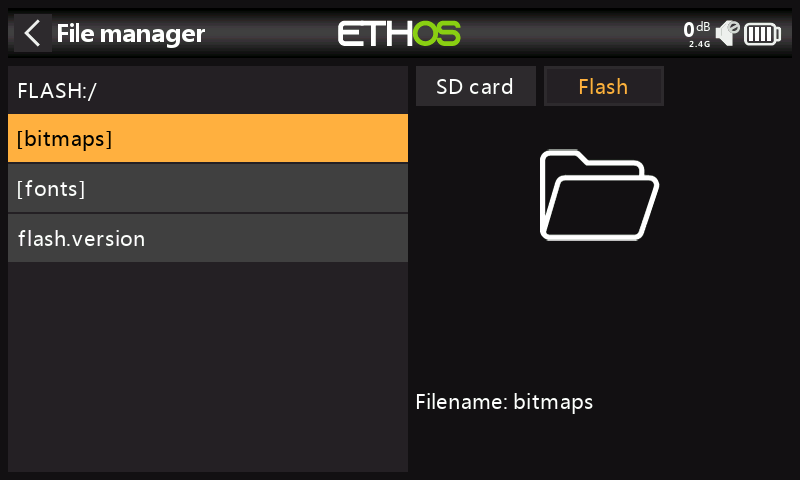 File manager
ETHOS
0 dB
2.4G
FLASH:/
[bitmaps]
[fonts]
flash.version
SD card
Flash
Filename: bitmaps